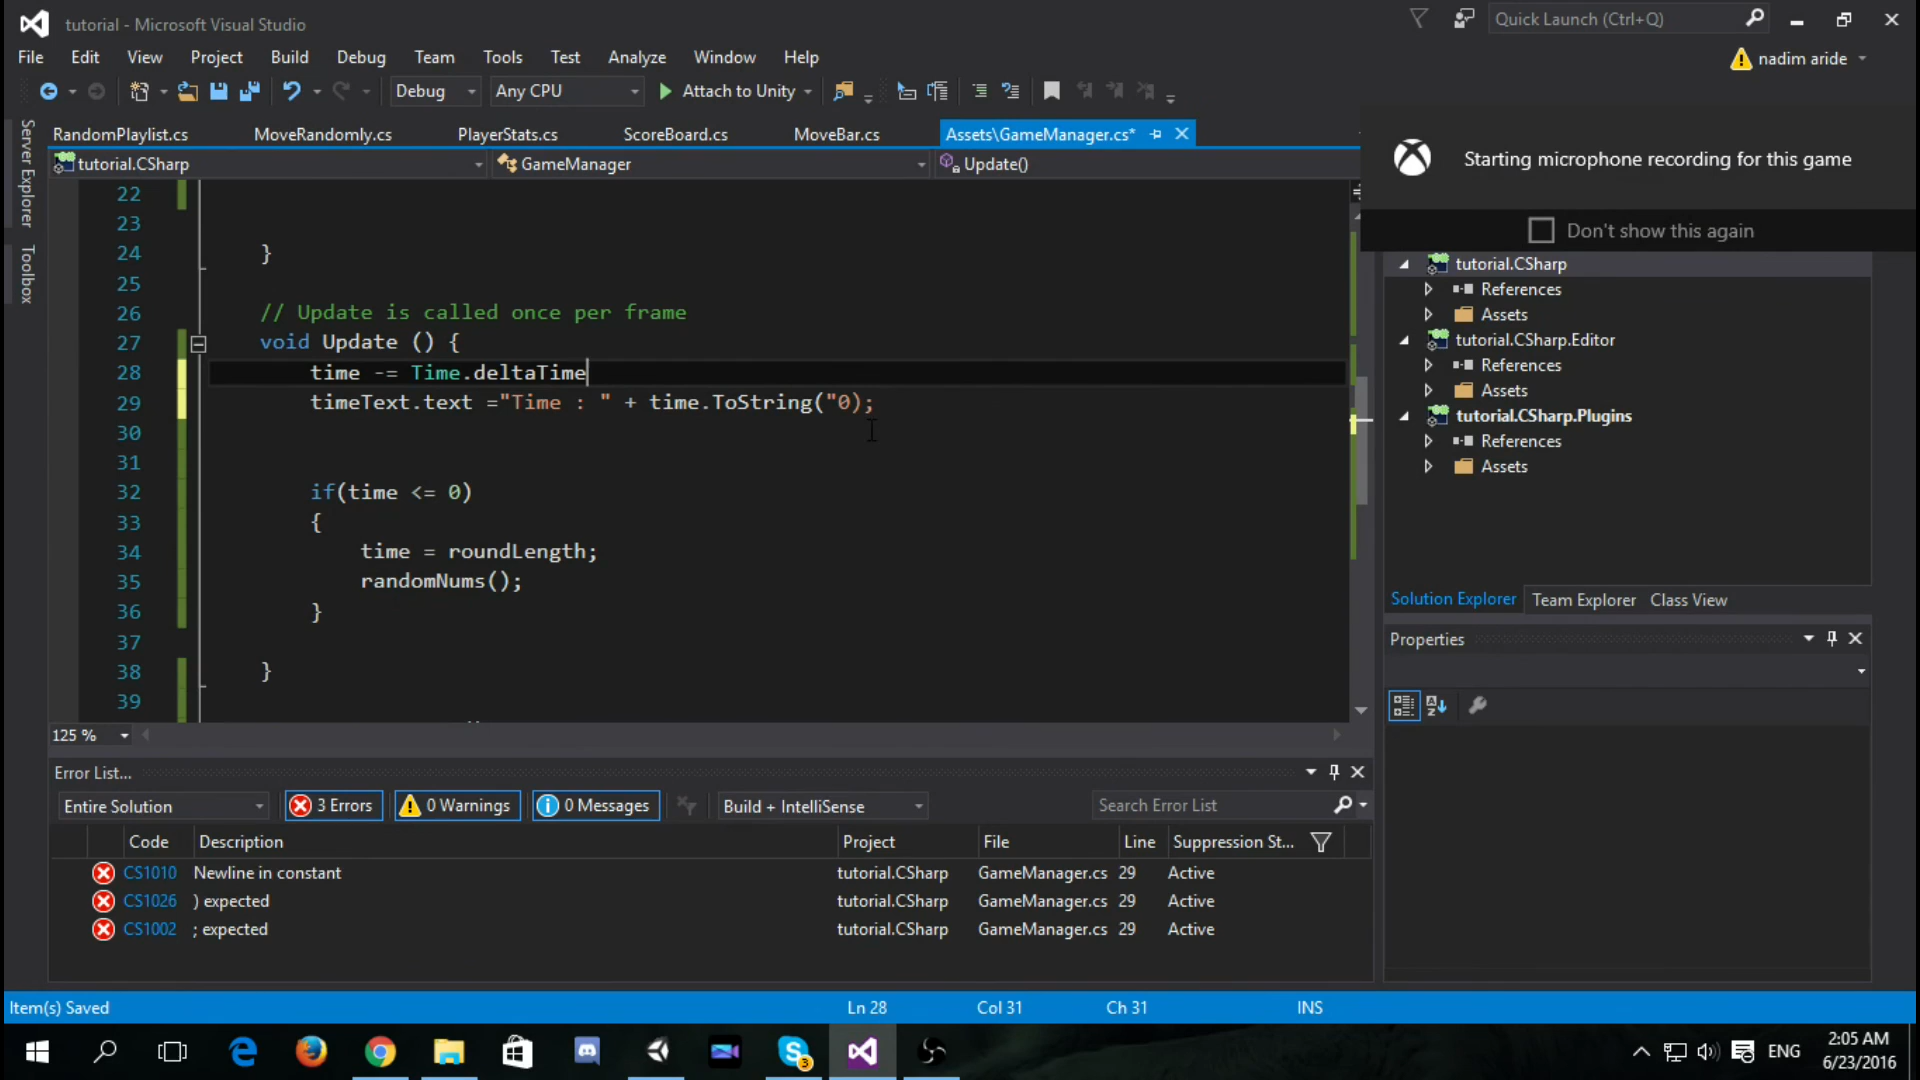 tutorial - Microsoft Visual Studio
Quick Launch (Ctrl+Q)
File Edit View Project Build Debug Team Tools Test Analyze Window Help
nadim aride
Debug Any CPU Attach to Unity
Server Explorer
Toolbox
RandomPlaylist.cs MoveRandomly.cs PlayerStats.cs ScoreBoard.cs MoveBar.cs Assets\GameManager.cs*
tutorial.CSharp GameManager Update()
Starting microphone recording for this game
Don't show this again
22
23
24 }
25
26 // Update is called once per frame
27 void Update () {
28 time -= Time.deltaTime
29 timeText.text ="Time : " + time.ToString("0);
30
31
32 if(time <= 0)
33 {
34 time = roundLength;
35 randomNums();
36 }
37
38 }
39
125 %
tutorial.CSharp
References
Assets
tutorial.CSharp.Editor
References
Assets
tutorial.CSharp.Plugins
References
Assets
Solution Explorer Team Explorer Class View
Properties
Error List...
Entire Solution 3 Errors 0 Warnings 0 Messages Build + IntelliSense Search Error List
Code Description Project File Line Suppression St...
CS1010 Newline in constant tutorial.CSharp GameManager.cs 29 Active
CS1026 ) expected tutorial.CSharp GameManager.cs 29 Active
CS1002 ; expected tutorial.CSharp GameManager.cs 29 Active
Item(s) Saved Ln 28 Col 31 Ch 31 INS
ENG
2:05 AM
6/23/2016